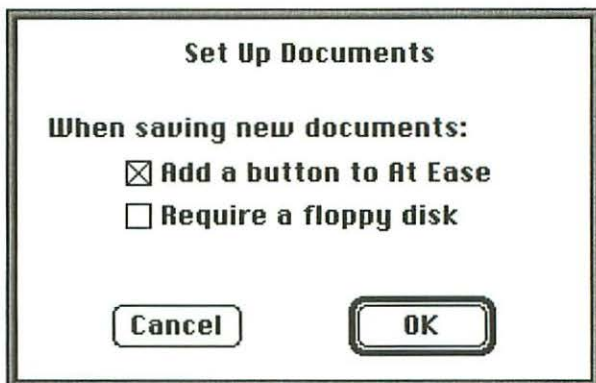 Set Up Documents
When saving new documents:
Add a button to At Ease
Require a floppy disk
Cancel
OK